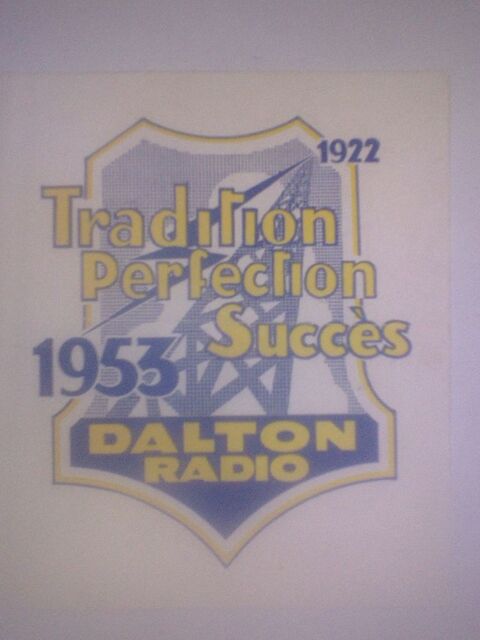 1922
Tradition
Perfection
Succès
1953
DALTON
RADIO